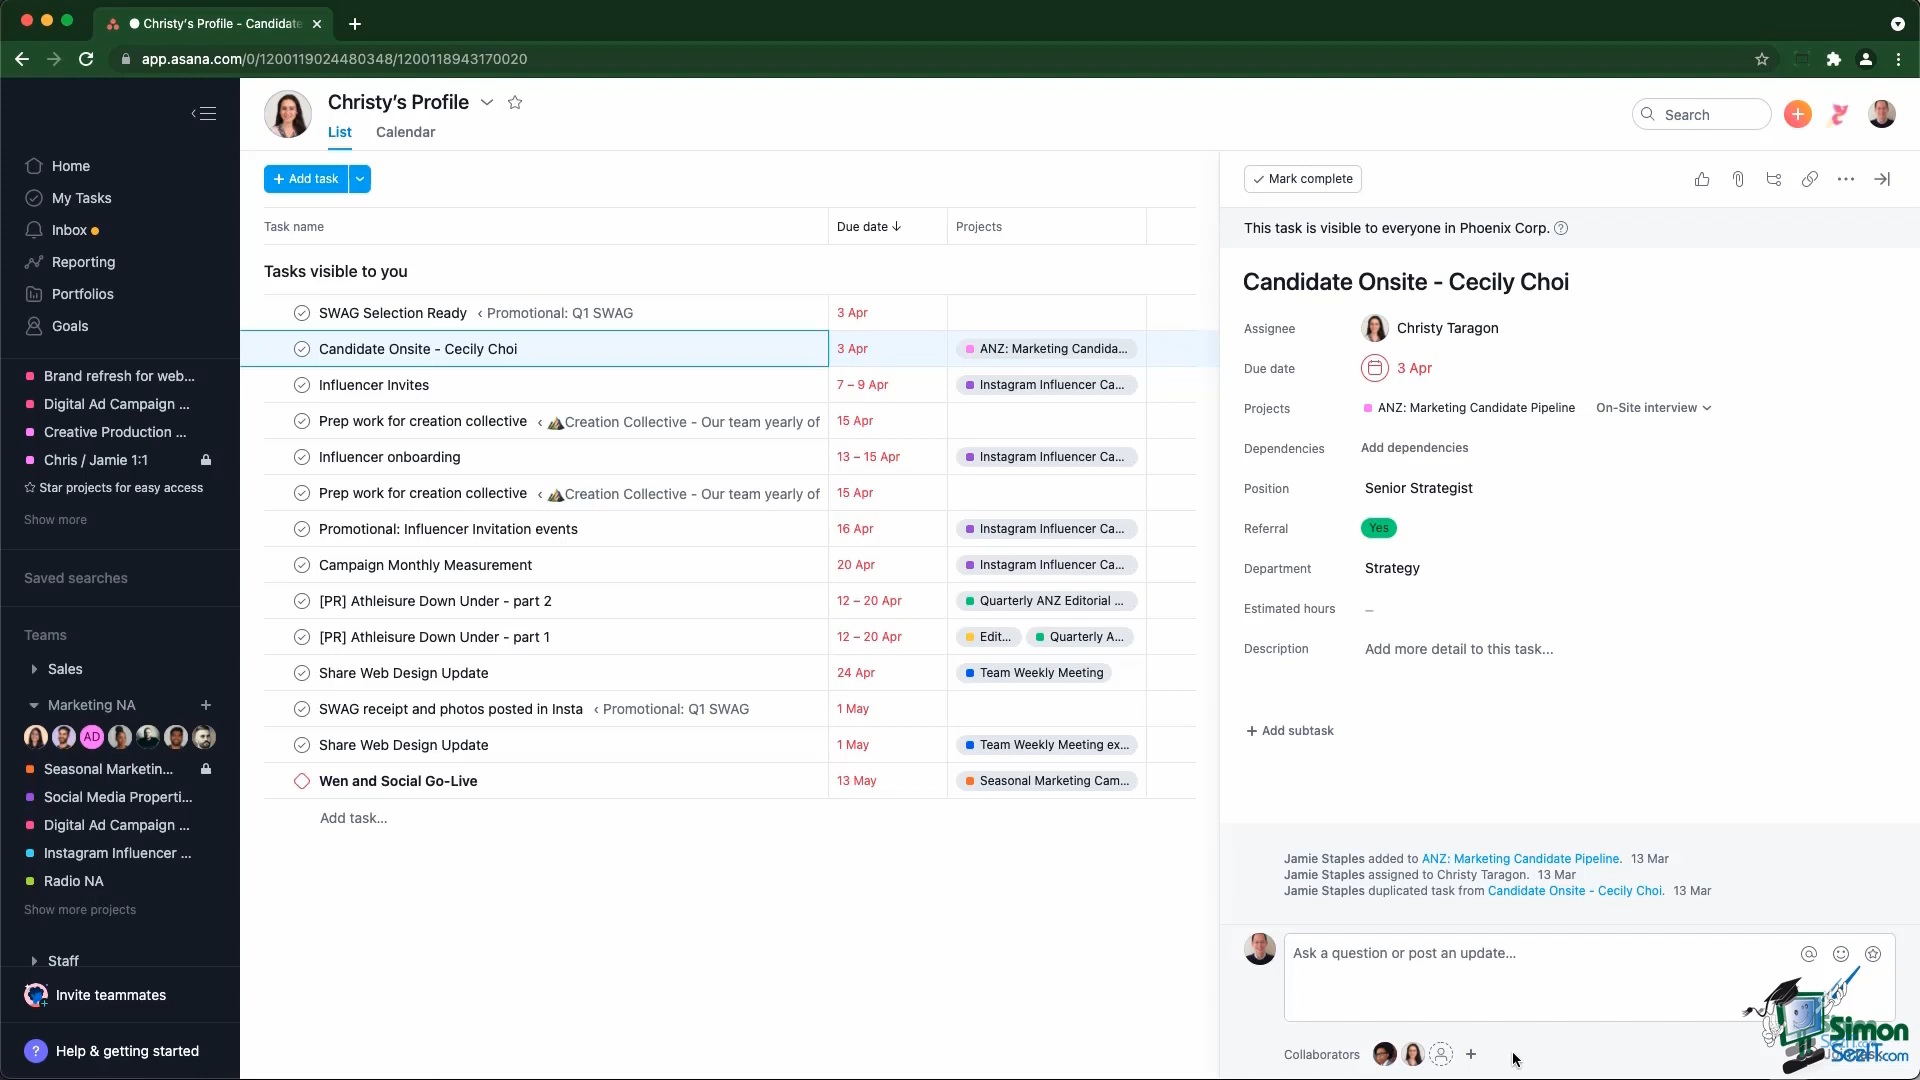 Christy's Profile - Candidate
app.asana.com/0/1200119024480348/1200118943170020
Christy's Profile
List
Calendar
Search
Home
My Tasks
Inbox
Reporting
Portfolios
Goals
Brand refresh for web...
Digital Ad Campaign ...
Creative Production ...
Chris / Jamie 1:1
Star projects for easy access
Show more
Saved searches
Teams
Sales
Marketing NA
AD
Seasonal Marketin...
Social Media Properti...
Digital Ad Campaign ...
Instagram Influencer ...
Radio NA
Show more projects
Staff
Invite teammates
? Help & getting started
+ Add task
Task name Due date ↓ Projects
Tasks visible to you
SWAG Selection Ready ‹ Promotional: Q1 SWAG 3 Apr
Candidate Onsite - Cecily Choi 3 Apr ANZ: Marketing Candida...
Influencer Invites 7 – 9 Apr Instagram Influencer Ca...
Prep work for creation collective ‹ Creation Collective - Our team yearly of 15 Apr
Influencer onboarding 13 – 15 Apr Instagram Influencer Ca...
Prep work for creation collective ‹ Creation Collective - Our team yearly of 15 Apr
Promotional: Influencer Invitation events 16 Apr Instagram Influencer Ca...
Campaign Monthly Measurement 20 Apr Instagram Influencer Ca...
[PR] Athleisure Down Under - part 2 12 – 20 Apr Quarterly ANZ Editorial ...
[PR] Athleisure Down Under - part 1 12 – 20 Apr Edit... Quarterly A...
Share Web Design Update 24 Apr Team Weekly Meeting
SWAG receipt and photos posted in Insta ‹ Promotional: Q1 SWAG 1 May
Share Web Design Update 1 May Team Weekly Meeting ex...
Wen and Social Go-Live 13 May Seasonal Marketing Cam...
Add task...
Mark complete
This task is visible to everyone in Phoenix Corp. ?
Candidate Onsite - Cecily Choi
Assignee Christy Taragon
Due date 3 Apr
Projects ANZ: Marketing Candidate Pipeline On-Site interview
Dependencies Add dependencies
Position Senior Strategist
Referral Yes
Department Strategy
Estimated hours –
Description Add more detail to this task...
+ Add subtask
Jamie Staples added to ANZ: Marketing Candidate Pipeline. 13 Mar
Jamie Staples assigned to Christy Taragon. 13 Mar
Jamie Staples duplicated task from Candidate Onsite - Cecily Choi. 13 Mar
Ask a question or post an update...
Collaborators +
Simon
SezIT.com